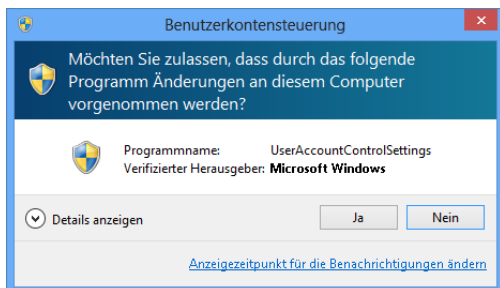 Benutzerkontensteuerung
Möchten Sie zulassen, dass durch das folgende
Programm Änderungen an diesem Computer
vorgenommen werden?
Programmname: UserAccountControlSettings
Verifizierter Herausgeber: Microsoft Windows
Details anzeigen
Ja
Nein
Anzeigezeitpunkt für die Benachrichtigungen ändern